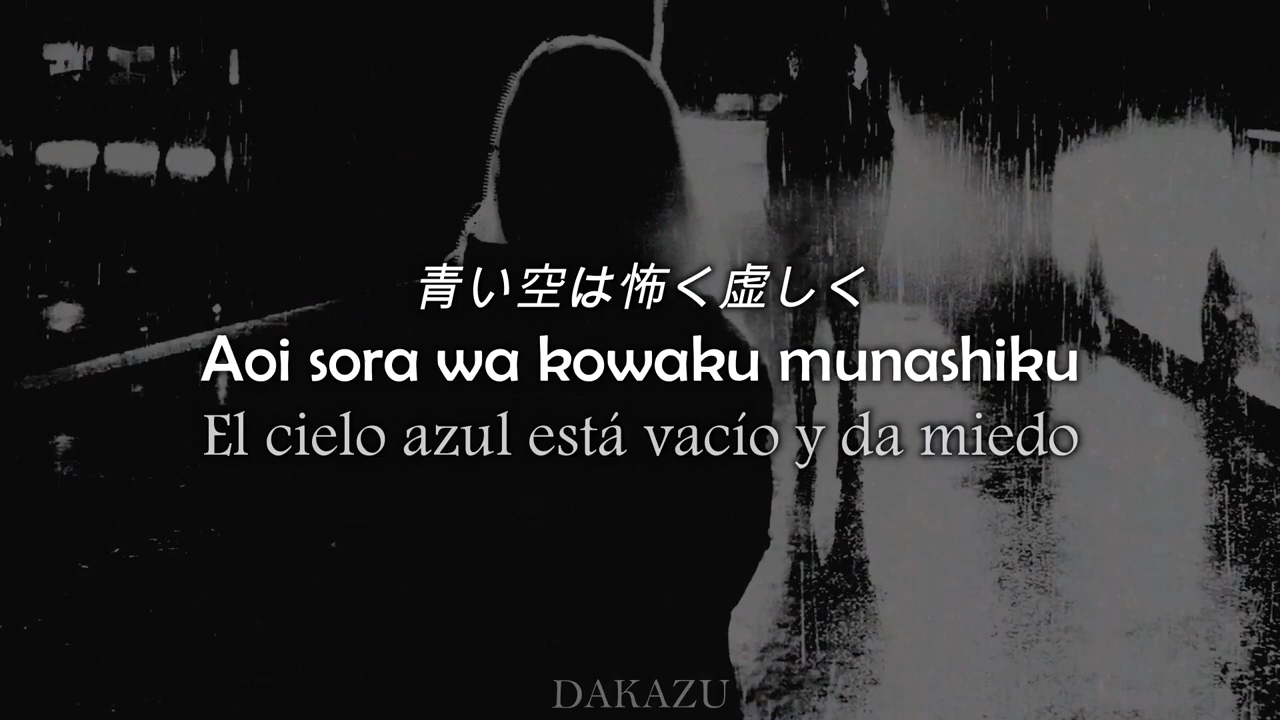 青い空は怖く虚しく
Aoi sora wa kowaku munashiku
El cielo azul está vacío y da miedo
DAKAZU